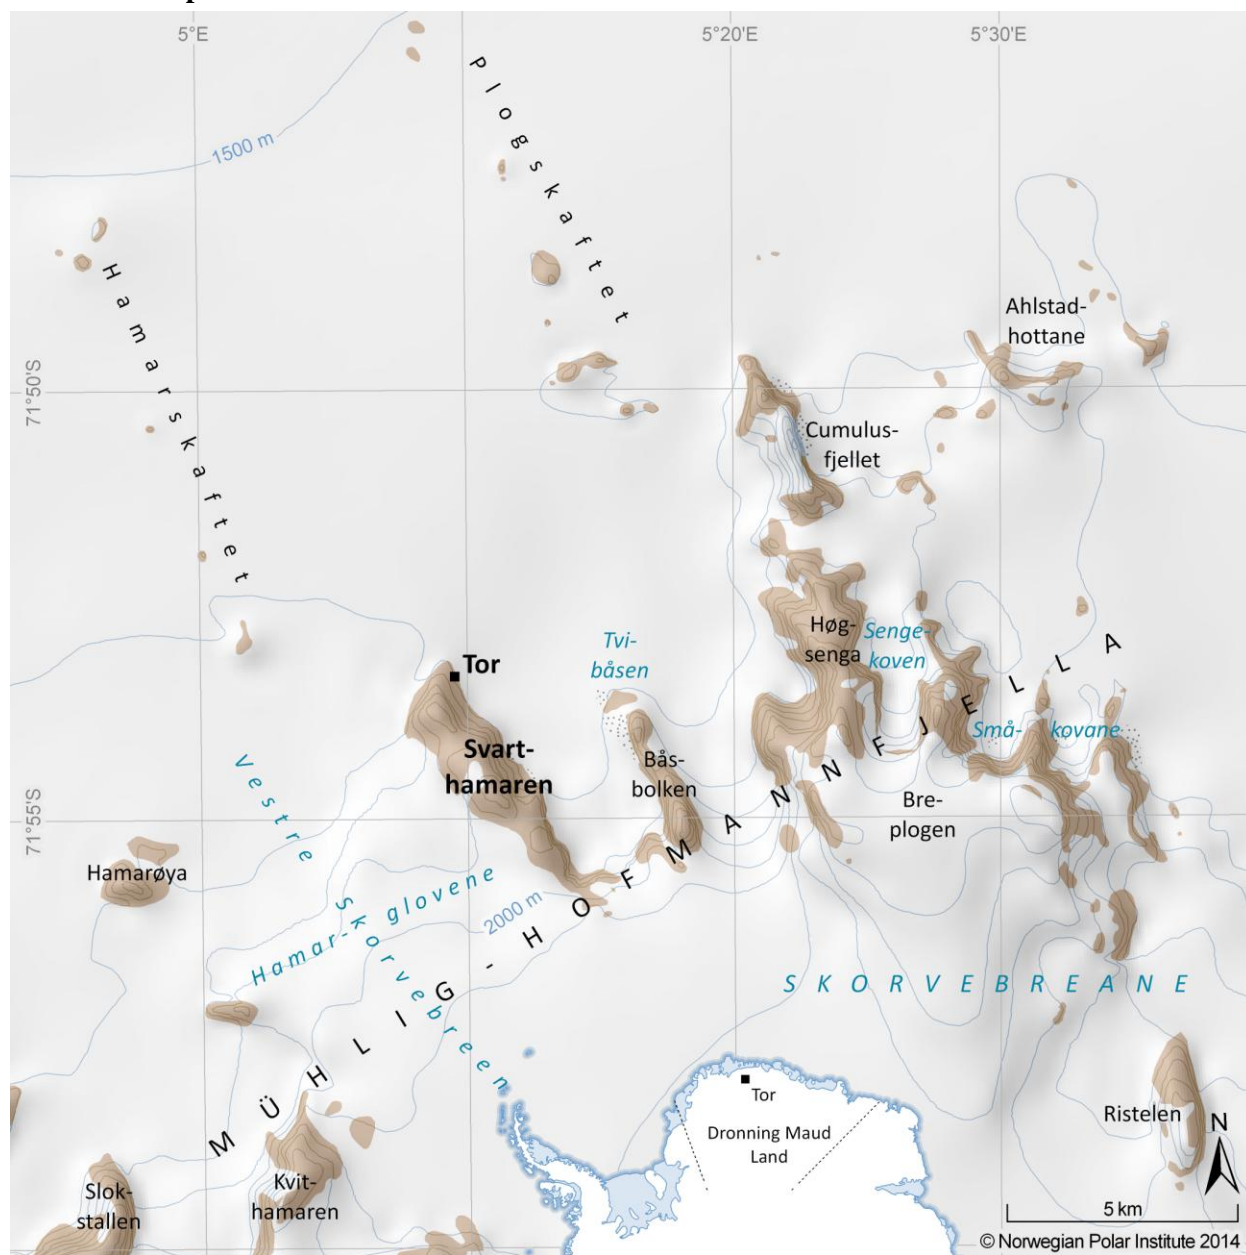 5°E
5°20'E
5°30'E
Plogskaftet
1500 m
Hamarskaftet
Ahlstad-
hottane
71°50'S
Cumulus-
fjellet
Høg-
senga
Senge-
koven
Tvi-
båsen
Tor
Svart-
hamaren
Bås-
bolken
Små-
kovane
Bre-
plogen
71°55'S
Hamarøya
Vestre
Skorvebreen
Hamar-
glovene
2000 m
MÜHLIG-HOFMANNFJELLA
SKORVEBREANE
Tor
Dronning Maud
Land
Ristelen
N
Slok-
stallen
Kvit-
hamaren
5 km
© Norwegian Polar Institute 2014